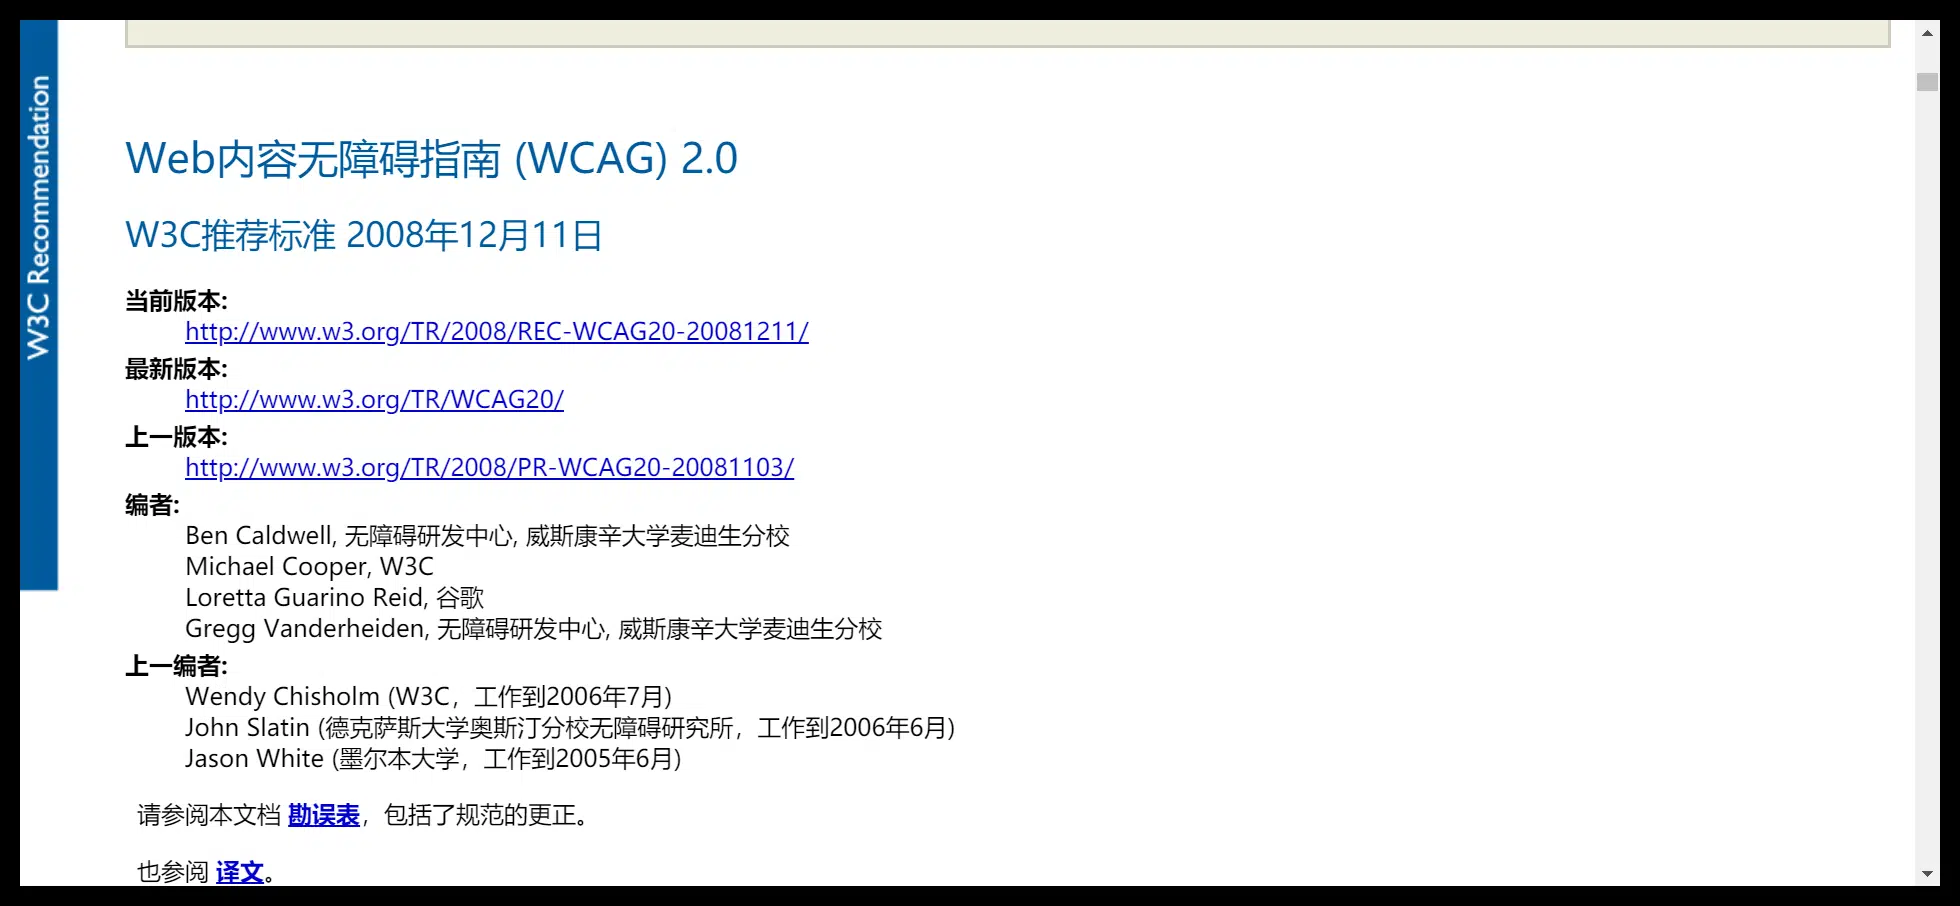 W3C Recommendation
Web内容无障碍指南 (WCAG) 2.0
W3C推荐标准 2008年12月11日
当前版本:
http://www.w3.org/TR/2008/REC-WCAG20-20081211/
最新版本:
http://www.w3.org/TR/WCAG20/
上一版本:
http://www.w3.org/TR/2008/PR-WCAG20-20081103/
编者:
Ben Caldwell, 无障碍研发中心, 威斯康辛大学麦迪生分校
Michael Cooper, W3C
Loretta Guarino Reid, 谷歌
Gregg Vanderheiden, 无障碍研发中心, 威斯康辛大学麦迪生分校
上一编者:
Wendy Chisholm (W3C，工作到2006年7月)
John Slatin (德克萨斯大学奥斯汀分校无障碍研究所，工作到2006年6月)
Jason White (墨尔本大学，工作到2005年6月)
请参阅本文档 勘误表，包括了规范的更正。
也参阅 译文。